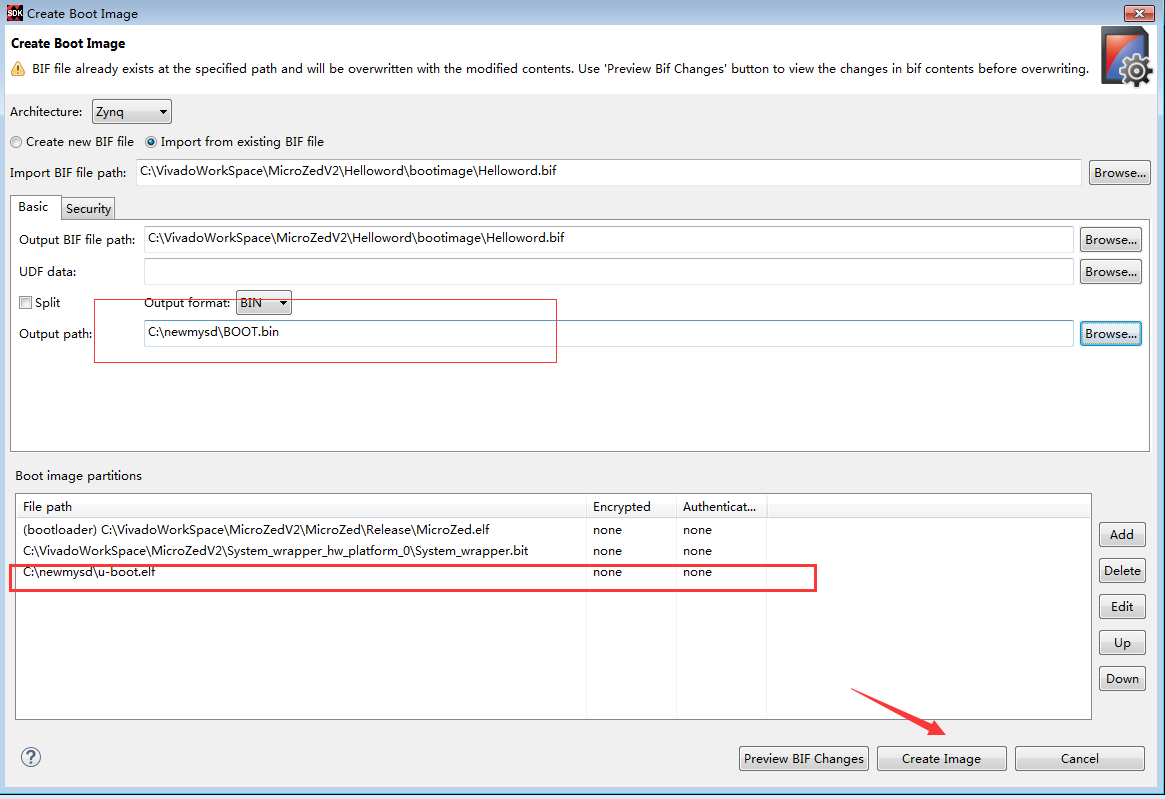 SDK Create Boot Image
Create Boot Image
BIF file already exists at the specified path and will be overwritten with the modified contents. Use 'Preview Bif Changes' button to view the changes in bif contents before overwriting.
Architecture: Zynq
Create new BIF file Import from existing BIF file
Import BIF file path: C:\VivadoWorkSpace\MicroZedV2\Helloword\bootimage\Helloword.bif Browse...
Basic Security
Output BIF file path: C:\VivadoWorkSpace\MicroZedV2\Helloword\bootimage\Helloword.bif Browse...
UDF data: Browse...
Split Output format: BIN
Output path: C:\newmysd\BOOT.bin Browse...
Boot image partitions
File path Encrypted Authenticat...
(bootloader) C:\VivadoWorkSpace\MicroZedV2\MicroZed\Release\MicroZed.elf none none
C:\VivadoWorkSpace\MicroZedV2\System_wrapper_hw_platform_0\System_wrapper.bit none none
C:\newmysd\u-boot.elf none none
Add
Delete
Edit
Up
Down
? Preview BIF Changes Create Image Cancel